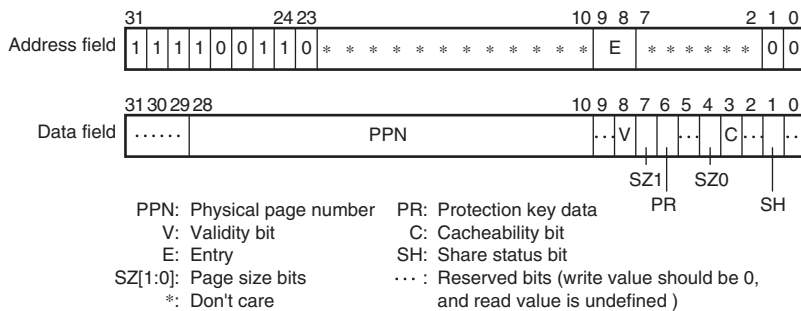 31 24 23 10 9 8 7 2 1 0
Address field 1 1 1 1 0 0 1 1 0 * * * * * * * * * * * * * E * * * * * * 0 0
31 30 29 28 10 9 8 7 6 5 4 3 2 1 0
Data field ...... PPN ... V ... C ... ...
SZ1 SZ0
PR SH
PPN: Physical page number PR: Protection key data
V: Validity bit C: Cacheability bit
E: Entry SH: Share status bit
SZ[1:0]: Page size bits ... : Reserved bits (write value should be 0,
*: Don't care and read value is undefined )